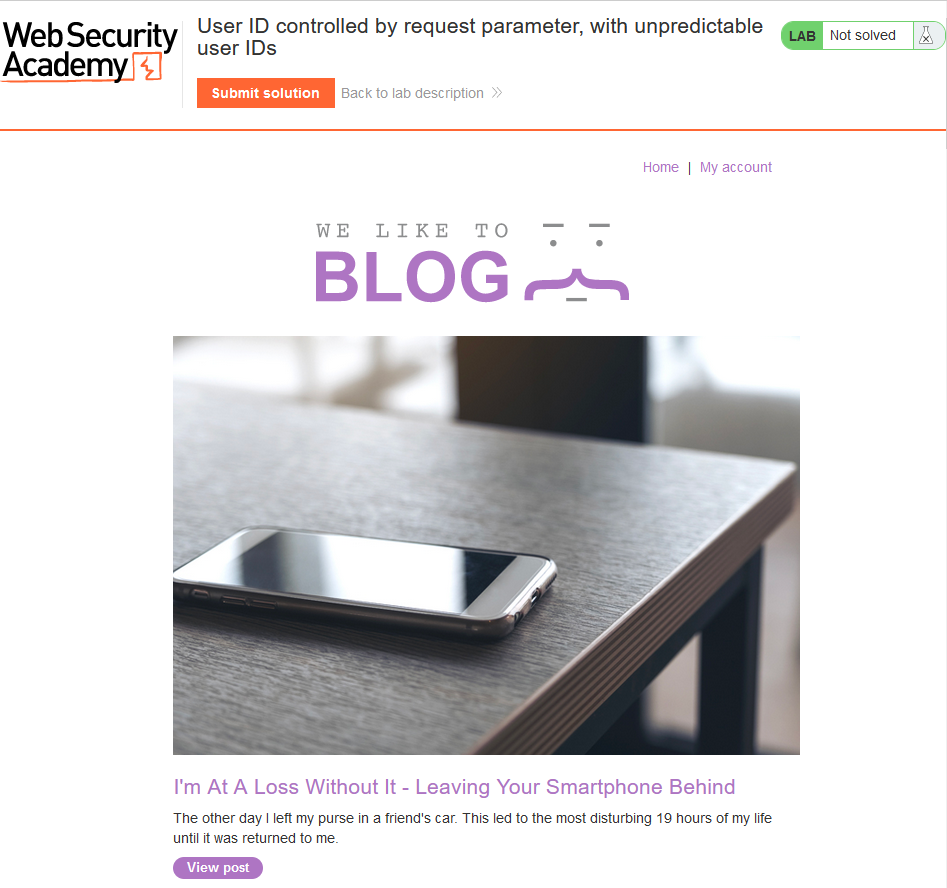 Web Security
Academy
User ID controlled by request parameter, with unpredictable
user IDs
LAB
Not solved
Submit solution
Back to lab description
Home | My account
WE LIKE TO
BLOG
I'm At A Loss Without It - Leaving Your Smartphone Behind
The other day I left my purse in a friend's car. This led to the most disturbing 19 hours of my life
until it was returned to me.
View post